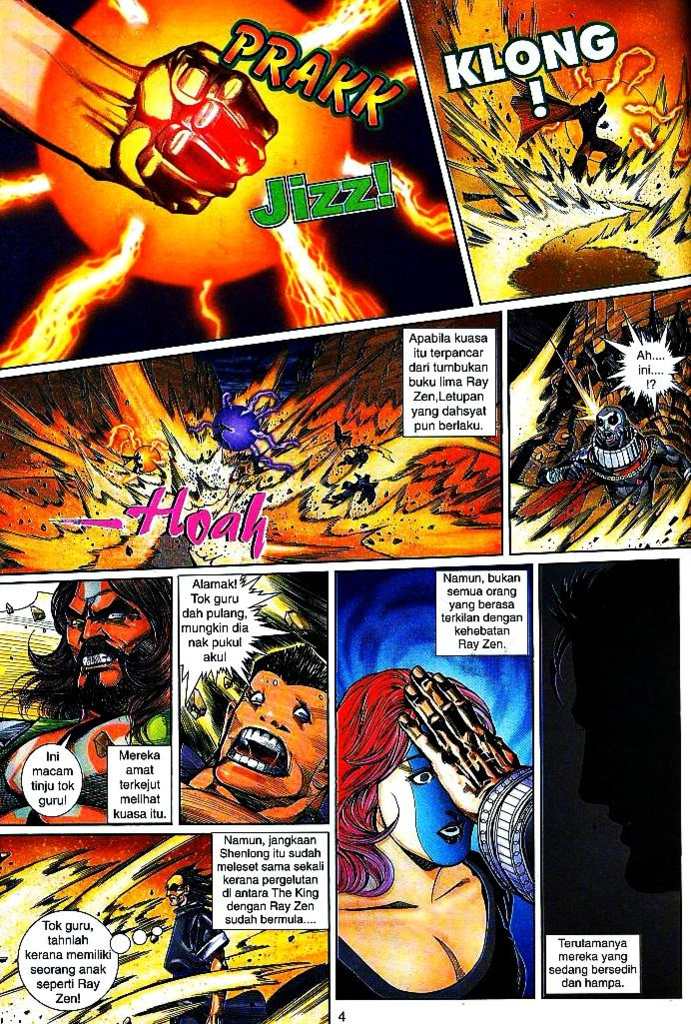 PRAKK
Jizz!
KLONG
!
Apabila kuasa
itu terpancar
dari tumbukan
buku lima Ray
Zen,Letupan
yang dahsyat
pun berlaku.
Hoah
Ah....
ini....
!?
Ini
macam
tinju tok
guru!
Mereka
amat
terkejut
melihat
kuasa itu.
Alamak!
Tok guru
dah pulang,
mungkin dia
nak pukul
aku!
Namun, bukan
semua orang
yang berasa
terkilan dengan
kehebatan
Ray Zen.
Terutamanya
mereka yang
sedang bersedih
dan hampa.
Namun, jangkaan
Shenlong itu sudah
meleset sama sekali
kerana pergelutan
di antara The King
dengan Ray Zen
sudah bermula....
Tok guru,
tahniah
kerana memiliki
seorang anak
seperti Ray
Zen!
4